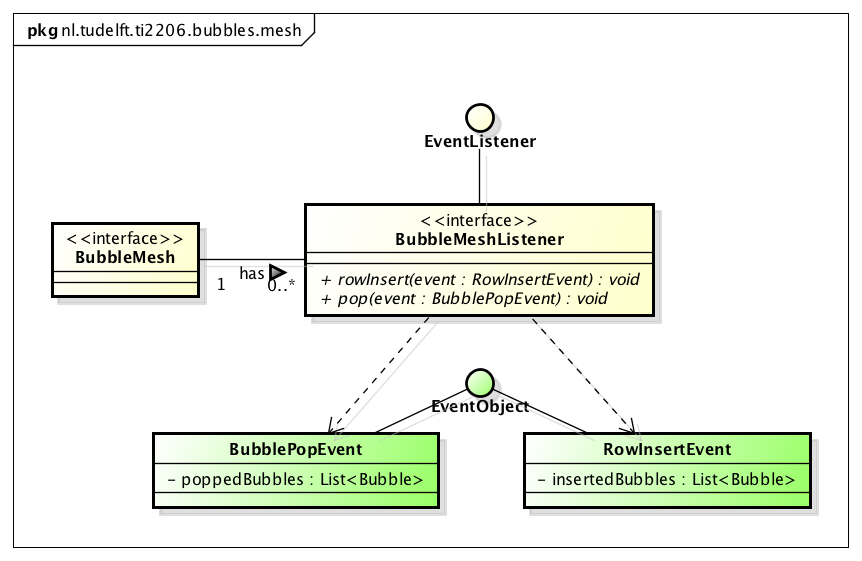 pkg nl.tudelft.ti2206.bubbles.mesh
EventListener
<<interface>>
BubbleMeshListener
+ rowInsert(event : RowInsertEvent) : void
+ pop(event : BubblePopEvent) : void
<<interface>>
BubbleMesh
has
1
0..*
EventObject
BubblePopEvent
- poppedBubbles : List<Bubble>
RowInsertEvent
- insertedBubbles : List<Bubble>